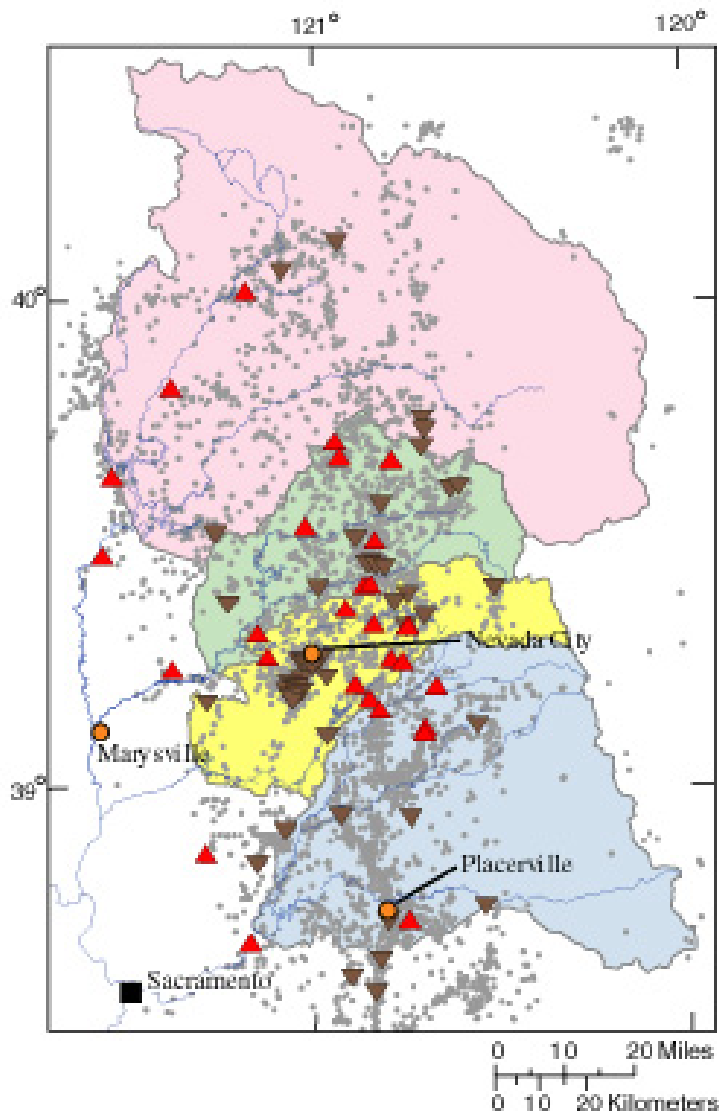 121° 120°
40°
Nevada City
Marysville
39°
Placerville
Sacramento
0 10 20 Miles
0 10 20 Kilometers